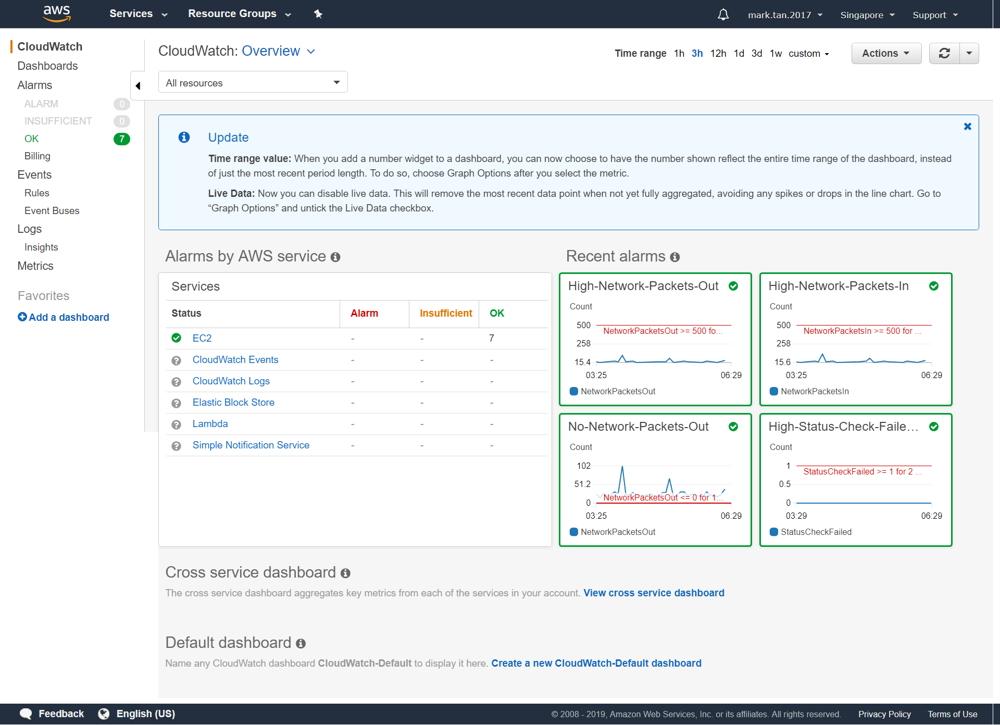 aws
Services
Resource Groups
mark.tan.2017
Singapore
Support
CloudWatch
Dashboards
Alarms
ALARM 0
INSUFFICIENT 0
OK 7
Billing
Events
Rules
Event Buses
Logs
Insights
Metrics
Favorites
Add a dashboard
CloudWatch: Overview
Time range 1h 3h 12h 1d 3d 1w custom
Actions
All resources
Update
Time range value: When you add a number widget to a dashboard, you can now choose to have the number shown reflect the entire time range of the dashboard, instead
of just the most recent period length. To do so, choose Graph Options after you select the metric.
Live Data: Now you can disable live data. This will remove the most recent data point when not yet fully aggregated, avoiding any spikes or drops in the line chart. Go to
“Graph Options” and untick the Live Data checkbox.
Alarms by AWS service
Services
Status Alarm Insufficient OK
EC2 - - 7
CloudWatch Events - - -
CloudWatch Logs - - -
Elastic Block Store - - -
Lambda - - -
Simple Notification Service - - -
Recent alarms
High-Network-Packets-Out
Count
500
NetworkPacketsOut >= 500 fo...
258
15.4
03:25 06:29
NetworkPacketsOut
High-Network-Packets-In
Count
500
NetworkPacketsIn >= 500 for ...
258
15.6
03:25 06:29
NetworkPacketsIn
No-Network-Packets-Out
Count
102
51.2
NetworkPacketsOut <= 0 for 1...
0
03:25 06:29
NetworkPacketsOut
High-Status-Check-Faile...
Count
1
StatusCheckFailed >= 1 for 2 ...
0.5
0
03:29 06:29
StatusCheckFailed
Cross service dashboard
The cross service dashboard aggregates key metrics from each of the services in your account. View cross service dashboard
Default dashboard
Name any CloudWatch dashboard CloudWatch-Default to display it here. Create a new CloudWatch-Default dashboard
Feedback
English (US)
© 2008 - 2019, Amazon Web Services, Inc. or its affiliates. All rights reserved.
Privacy Policy
Terms of Use